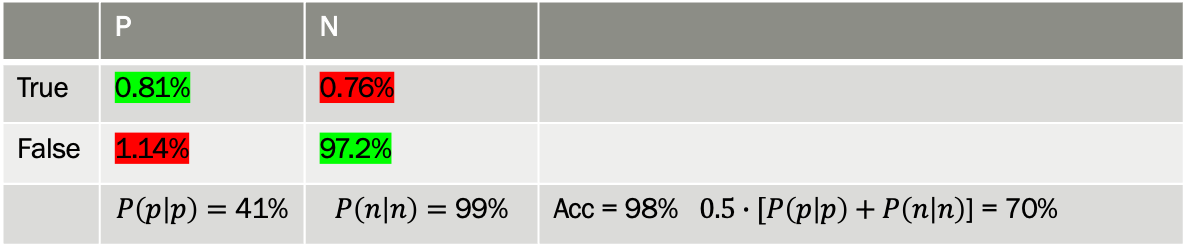 P N
True 0.81% 0.76%
False 1.14% 97.2%
𝑃(𝑝|𝑝) = 41% 𝑃(𝑛|𝑛) = 99% Acc = 98% 0.5 · [𝑃(𝑝|𝑝) + 𝑃(𝑛|𝑛)] = 70%